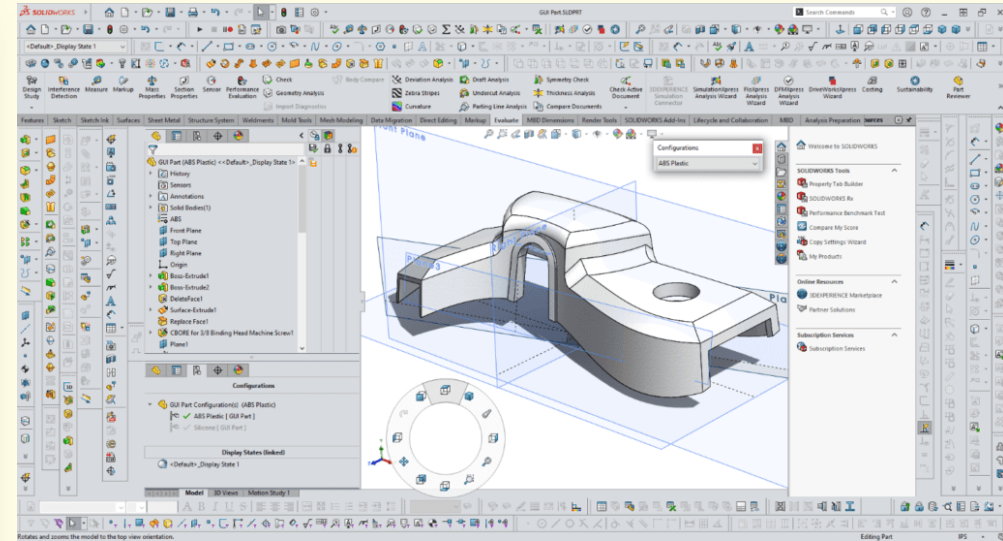 SOLIDWORKS
GUI Part.SLDPRT
Search Commands
<Default>_Display State 1
Design Study
Interference Detection
Measure
Markup
Mass Properties
Section Properties
Sensor
Performance Evaluation
Check
Geometry Analysis
Import Diagnostics
Body Compare
Deviation Analysis
Zebra Stripes
Curvature
Draft Analysis
Undercut Analysis
Parting Line Analysis
Symmetry Check
Thickness Analysis
Compare Documents
Check Active Document
3DEXPERIENCE Simulation Connector
SimulationXpress Analysis Wizard
FloXpress Analysis Wizard
DFMXpress Analysis Wizard
DriveWorksXpress Wizard
Costing
Sustainability
Part Reviewer
Features
Sketch
Sketch Ink
Surfaces
Sheet Metal
Structure System
Weldments
Mold Tools
Mesh Modeling
Data Migration
Direct Editing
Markup
Evaluate
MBD Dimensions
Render Tools
SOLIDWORKS Add-Ins
Lifecycle and Collaboration
MBD
Analysis Preparation
GUI Part (ABS Plastic) <<Default>_Display State 1>
History
Sensors
Annotations
Solid Bodies(1)
ABS
Front Plane
Top Plane
Right Plane
Origin
Boss-Extrude1
Boss-Extrude2
DeleteFace1
Surface-Extrude1
Replace Face1
CBORE for 3/8 Binding Head Machine Screw1
Plane1
Configurations
GUI Part Configuration(s) (ABS Plastic)
ABS Plastic [ GUI Part ]
Silicone [ GUI Part ]
Display States (linked)
<Default>_Display State 1
Front Plane
Right Plane
Configurations
ABS Plastic
Welcome to SOLIDWORKS
SOLIDWORKS Tools
Property Tab Builder
SOLIDWORKS Rx
Performance Benchmark Test
Compare My Score
Copy Settings Wizard
My Products
Online Resources
3DEXPERIENCE Marketplace
Partner Solutions
Subscription Services
Subscription Services
Model
3D Views
Motion Study 1
Rotates and zooms the model to the top view orientation.
Editing Part
IPS